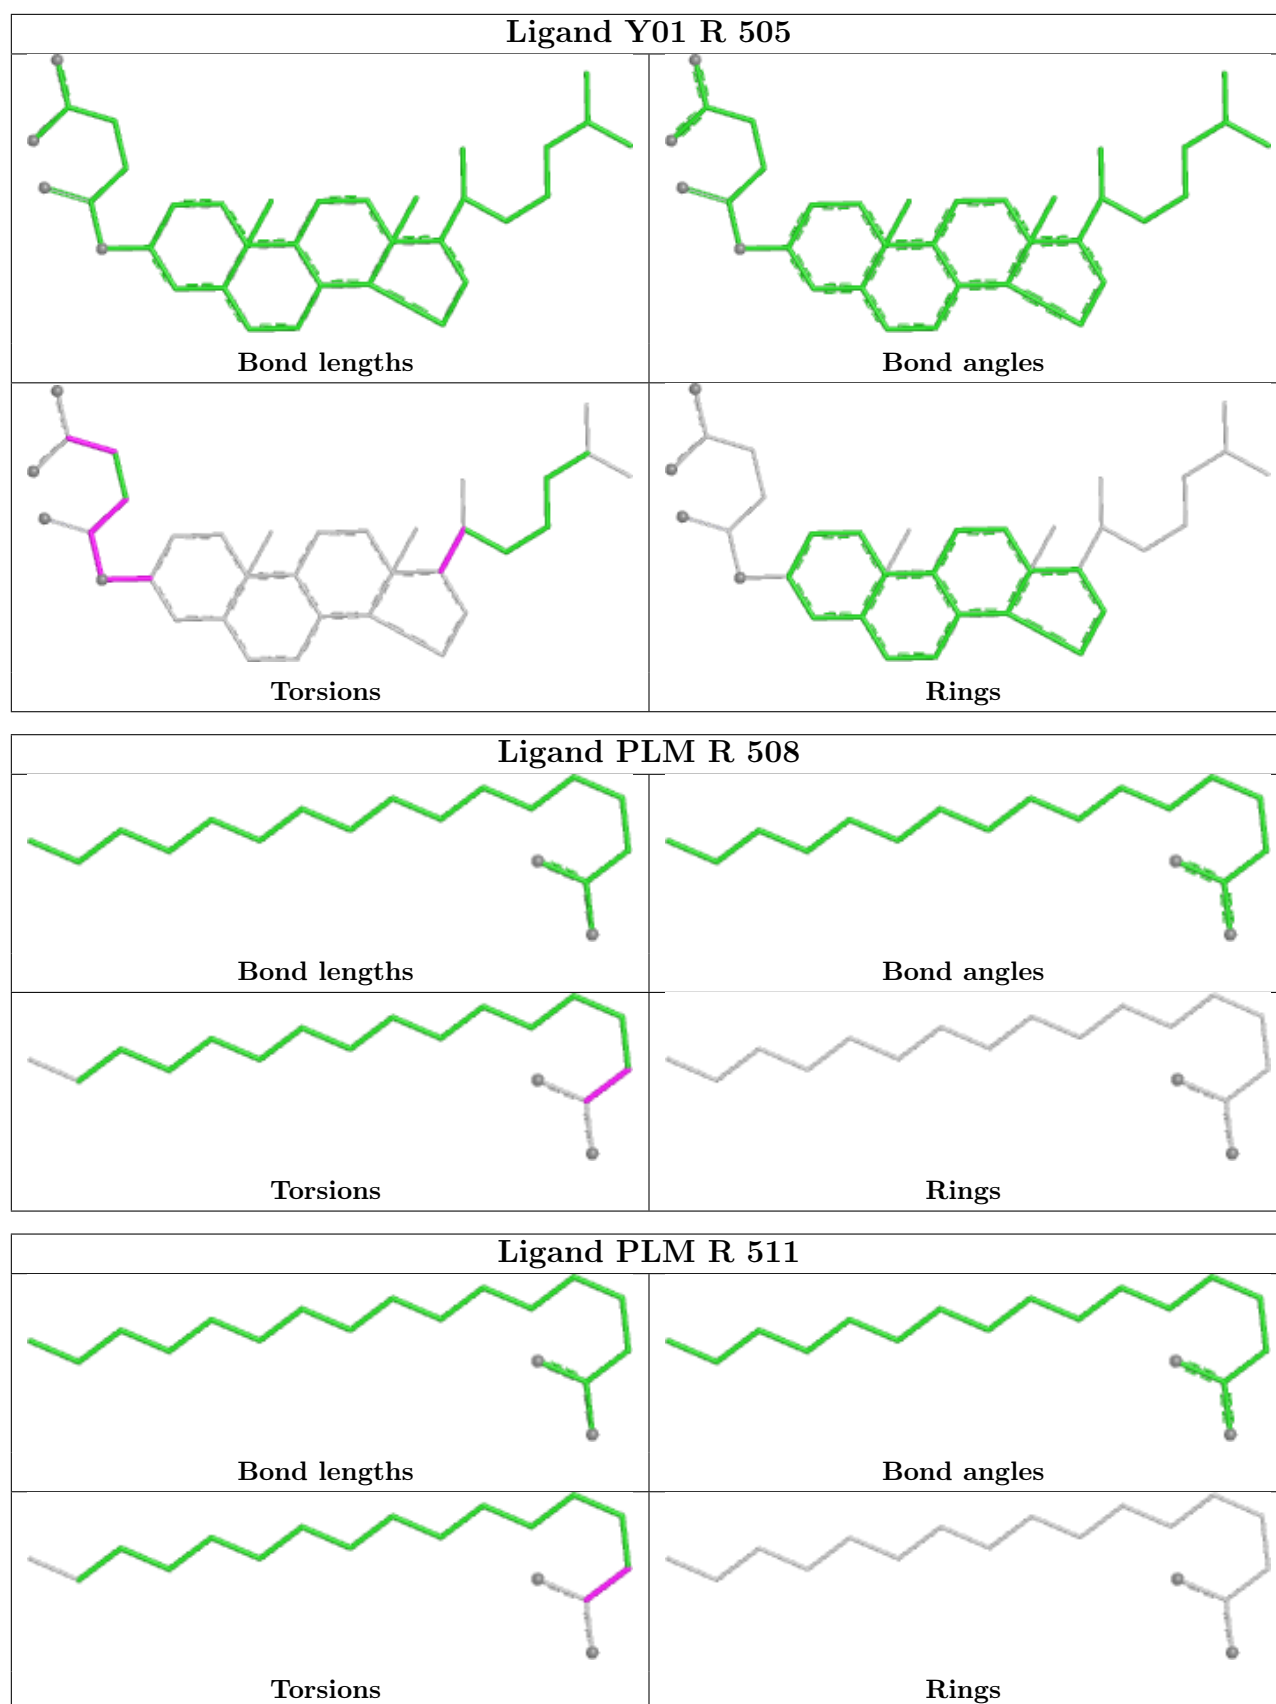 Ligand Y01 R 505
Bond lengths
Bond angles
Torsions
Rings
Ligand PLM R 508
Bond lengths
Bond angles
Torsions
Rings
Ligand PLM R 511
Bond lengths
Bond angles
Torsions
Rings